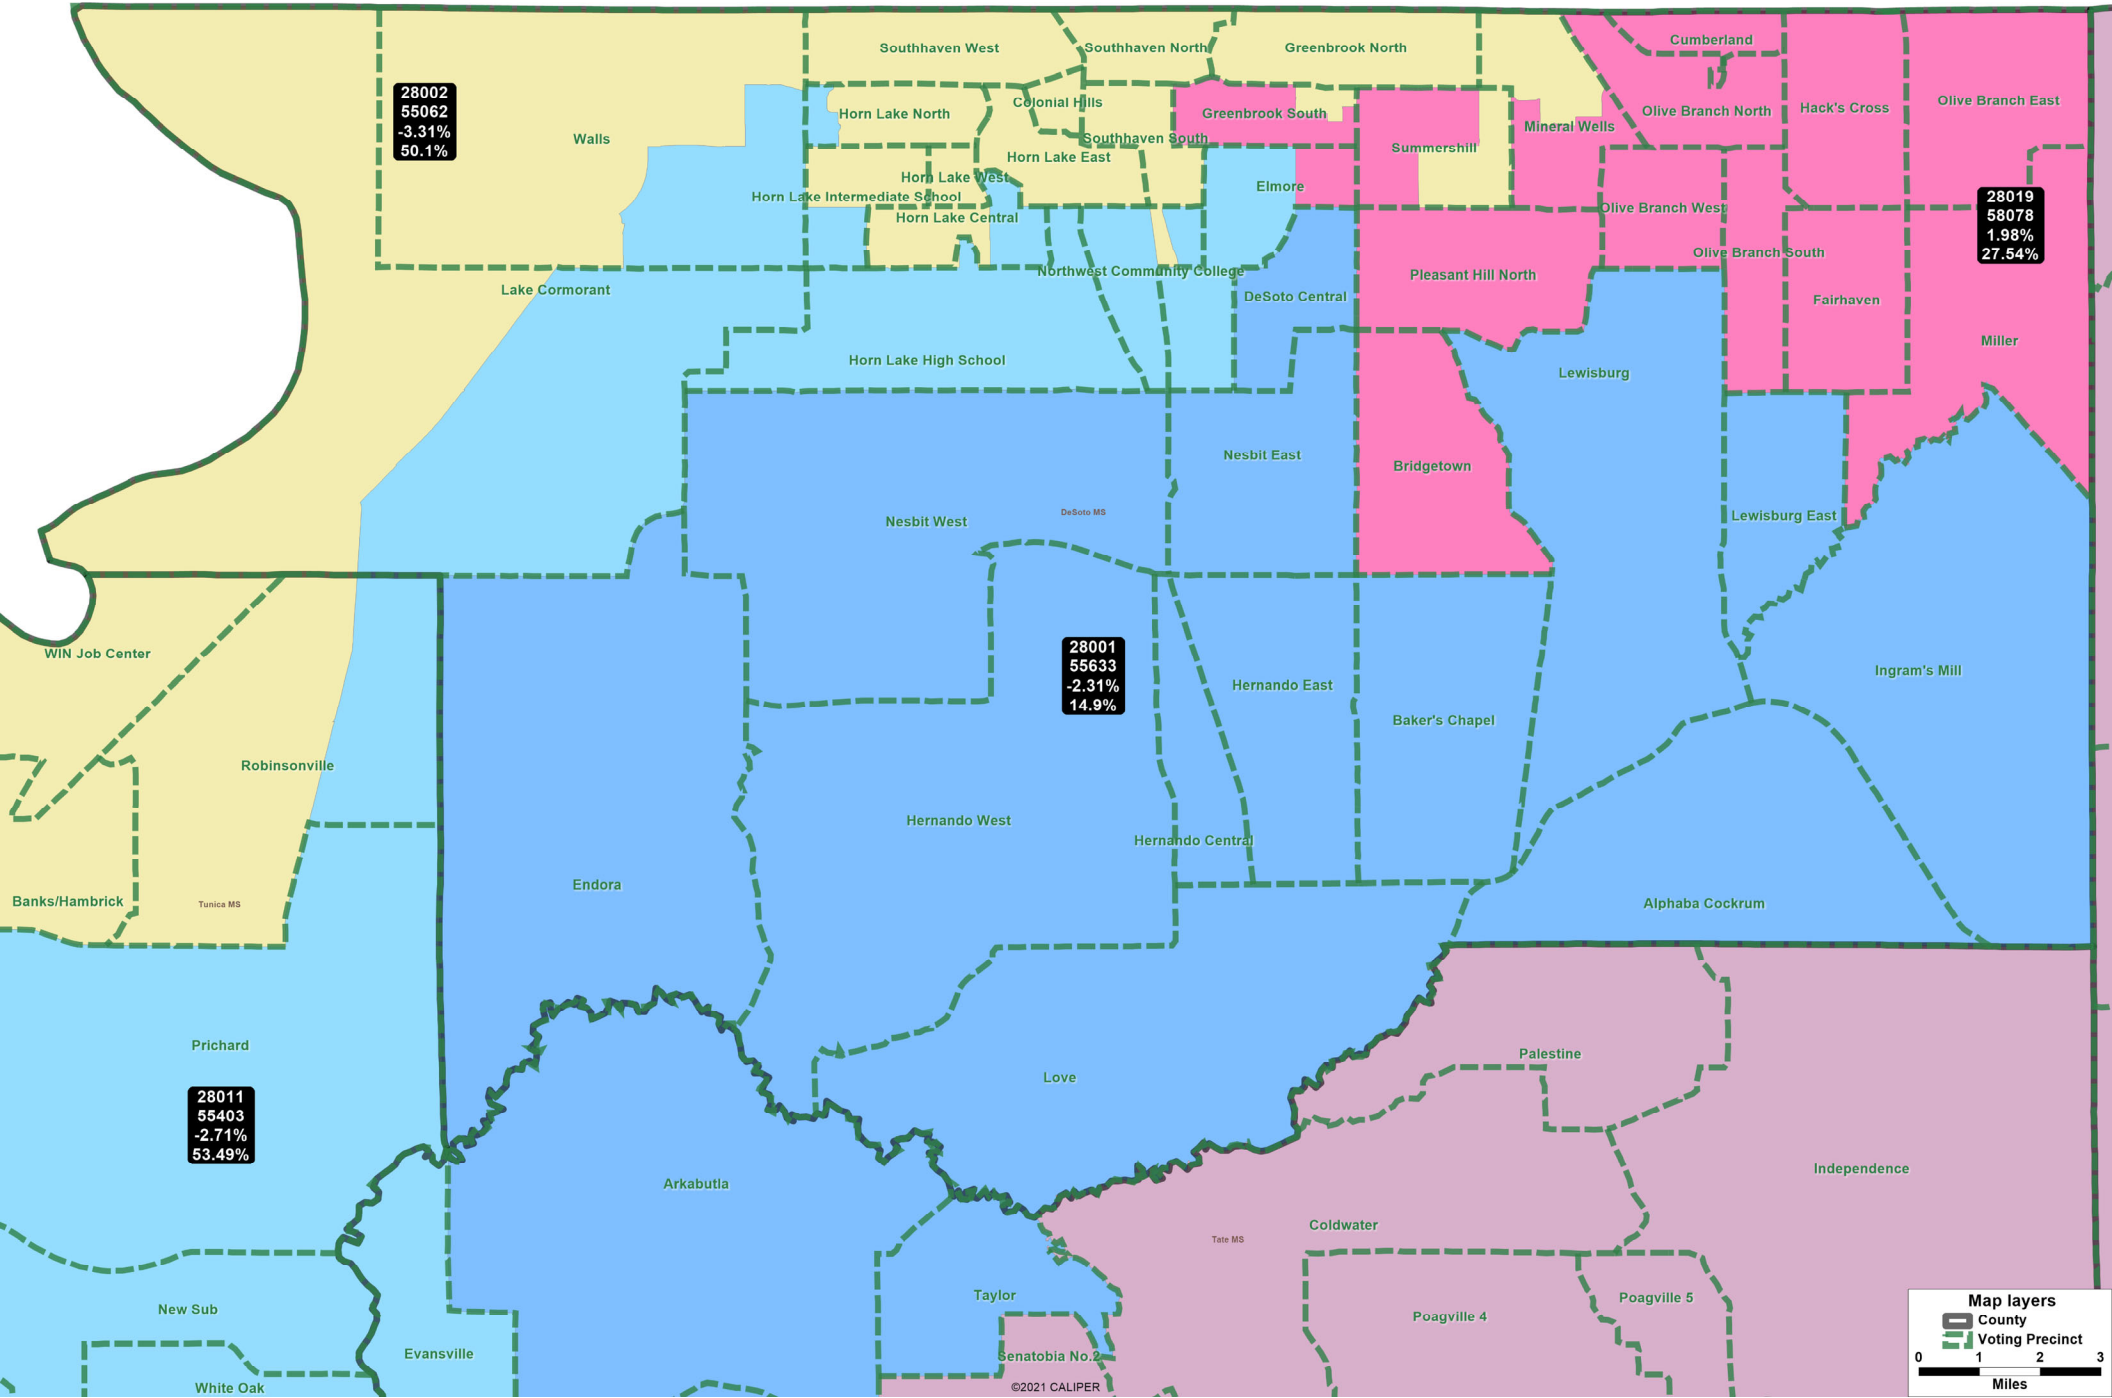 Southhaven West
Southhaven North
Greenbrook North
Cumberland
28002
55062
-3.31%
50.1%
Walls
Horn Lake North
Colonial Hills
Greenbrook South
Olive Branch North
Hack's Cross
Olive Branch East
Mineral Wells
Southhaven South
Summershill
Horn Lake East
Horn Lake West
Elmore
Horn Lake Intermediate School
Horn Lake Central
Olive Branch West
28019
58078
1.98%
27.54%
Olive Branch South
Northwest Community College
Pleasant Hill North
Lake Cormorant
DeSoto Central
Fairhaven
Miller
Horn Lake High School
Lewisburg
Nesbit East
Bridgetown
DeSoto MS
Nesbit West
Lewisburg East
WIN Job Center
28001
55633
-2.31%
14.9%
Ingram's Mill
Hernando East
Baker's Chapel
Robinsonville
Hernando West
Hernando Central
Endora
Banks/Hambrick
Tunica MS
Alphaba Cockrum
Prichard
Palestine
Love
28011
55403
-2.71%
53.49%
Independence
Arkabutla
Coldwater
Tate MS
Taylor
New Sub
Poagville 5
Poagville 4
Evansville
Senatobia No.2
White Oak
©2021 CALIPER
Map layers
County
Voting Precinct
0 1 2 3
Miles